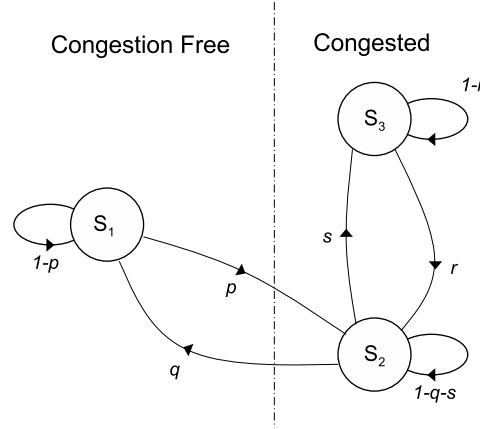 Congestion Free
Congested
S₃
S₁
1-p
s
r
p
S₂
q
1-q-s